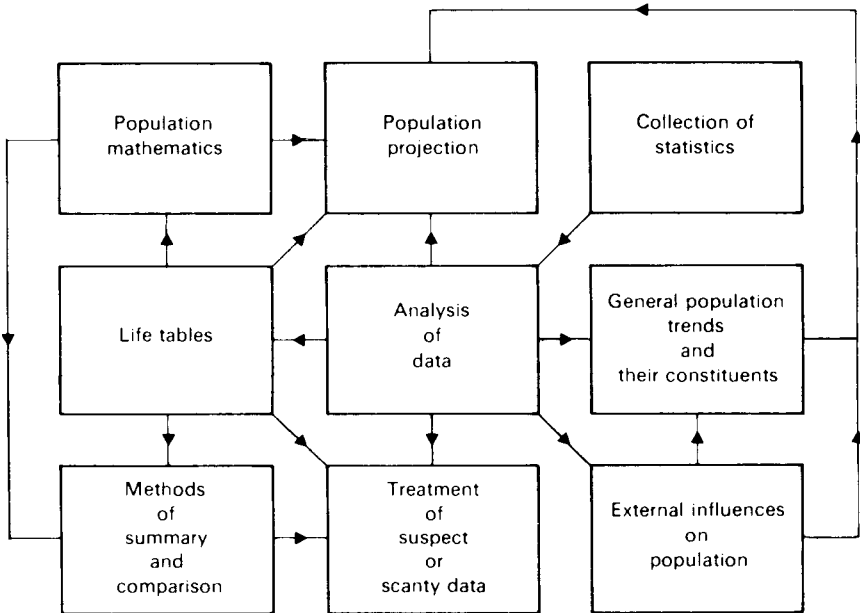 Population
mathematics
Population
projection
Collection of
statistics
Life tables
Analysis
of
data
General population
trends
and
their constituents
Methods
of
summary
and
comparison
Treatment
of
suspect
or
scanty data
External influences
on
population